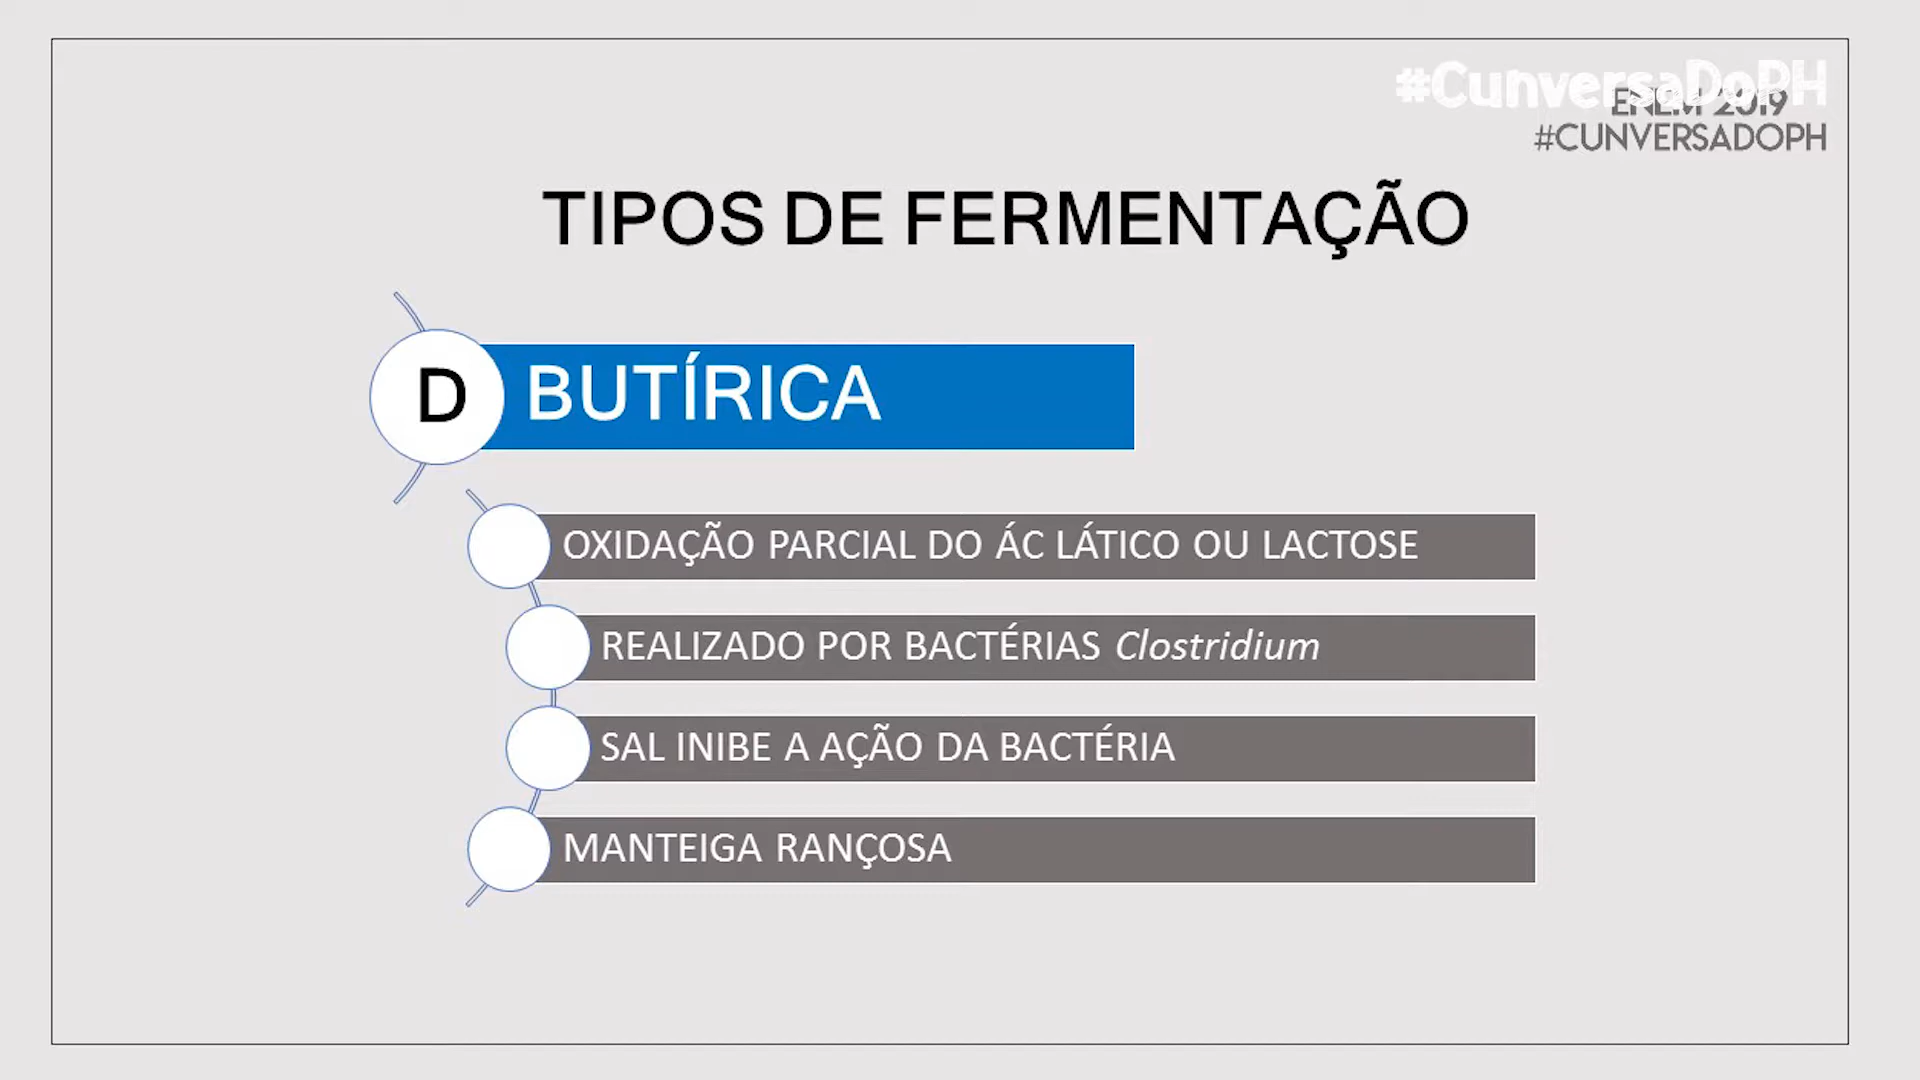 #CunversaDoPH
ENEM 2019
#CUNVERSADOPH
TIPOS DE FERMENTAÇÃO
D BUTÍRICA
OXIDAÇÃO PARCIAL DO ÁC LÁTICO OU LACTOSE
REALIZADO POR BACTÉRIAS Clostridium
SAL INIBE A AÇÃO DA BACTÉRIA
MANTEIGA RANÇOSA